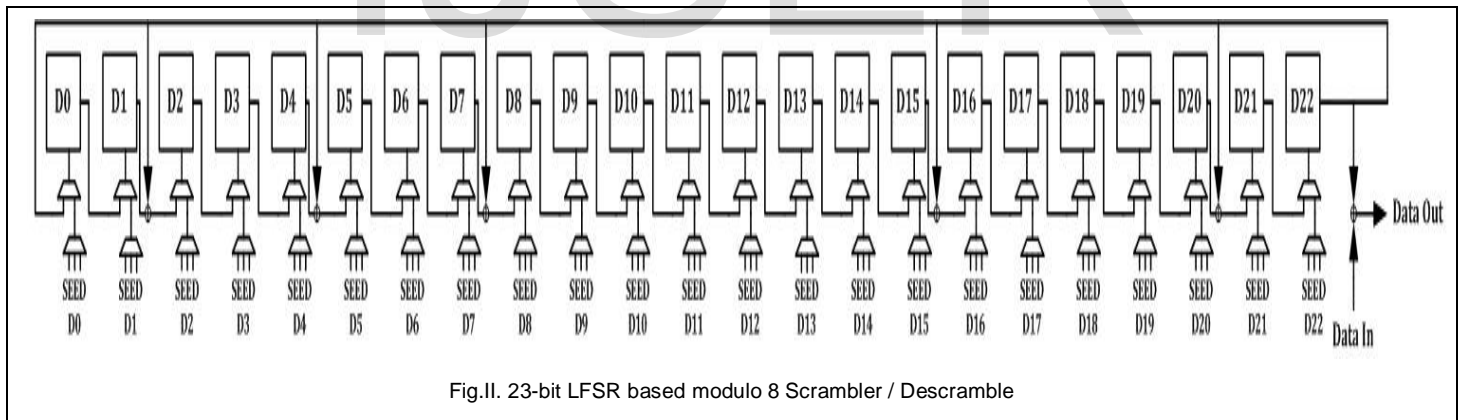 IJSER
D0 D1 D2 D3 D4 D5 D6 D7 D8 D9 D10 D11 D12 D13 D14 D15 D16 D17 D18 D19 D20 D21 D22
Data Out
SEED SEED SEED SEED SEED SEED SEED SEED SEED SEED SEED SEED SEED SEED SEED SEED SEED SEED SEED SEED SEED SEED SEED
D0 D1 D2 D3 D4 D5 D6 D7 D8 D9 D10 D11 D12 D13 D14 D15 D16 D17 D18 D19 D20 D21 D22 Data In
Fig.II. 23-bit LFSR based modulo 8 Scrambler / Descramble